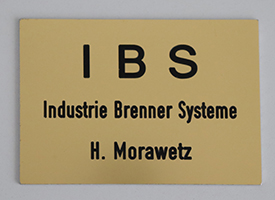 I B S
Industrie Brenner Systeme
H. Morawetz